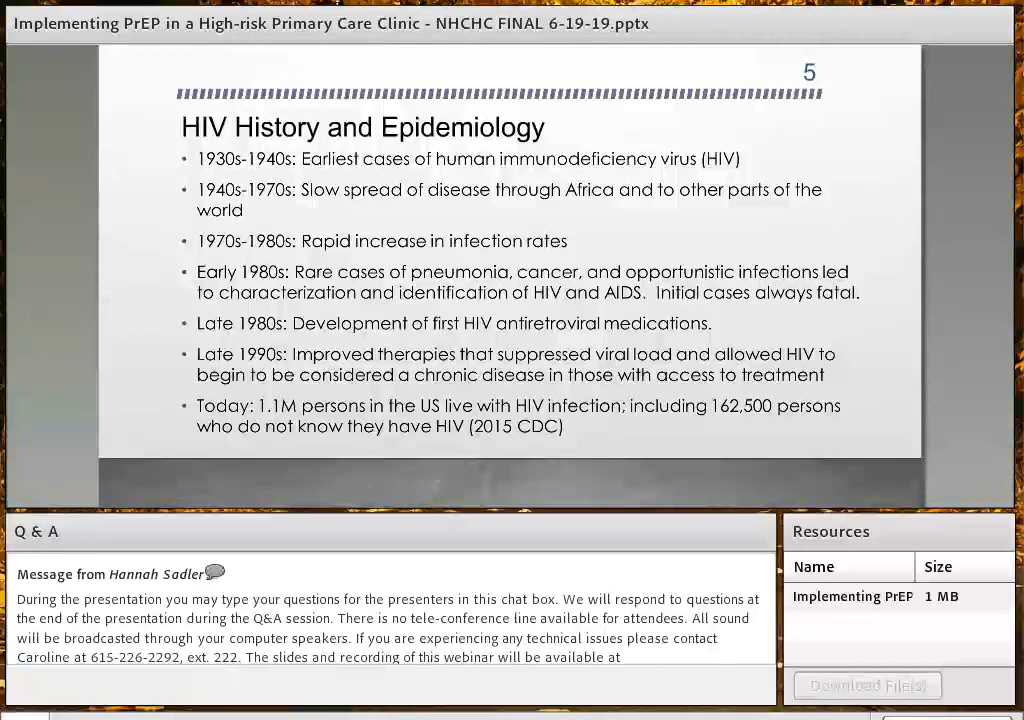 Implementing PrEP in a High-risk Primary Care Clinic - NHCHC FINAL 6-19-19.pptx
5
HIV History and Epidemiology
• 1930s-1940s: Earliest cases of human immunodeficiency virus (HIV)
• 1940s-1970s: Slow spread of disease through Africa and to other parts of the
world
• 1970s-1980s: Rapid increase in infection rates
• Early 1980s: Rare cases of pneumonia, cancer, and opportunistic infections led
to characterization and identification of HIV and AIDS. Initial cases always fatal.
• Late 1980s: Development of first HIV antiretroviral medications.
• Late 1990s: Improved therapies that suppressed viral load and allowed HIV to
begin to be considered a chronic disease in those with access to treatment
• Today: 1.1M persons in the US live with HIV infection; including 162,500 persons
who do not know they have HIV (2015 CDC)
Q & A
Message from Hannah Sadler
During the presentation you may type your questions for the presenters in this chat box. We will respond to questions at
the end of the presentation during the Q&A session. There is no tele-conference line available for attendees. All sound
will be broadcasted through your computer speakers. If you are experiencing any technical issues please contact
Caroline at 615-226-2292, ext. 222. The slides and recording of this webinar will be available at
Resources
Name Size
Implementing PrEP 1 MB
Download File(s)